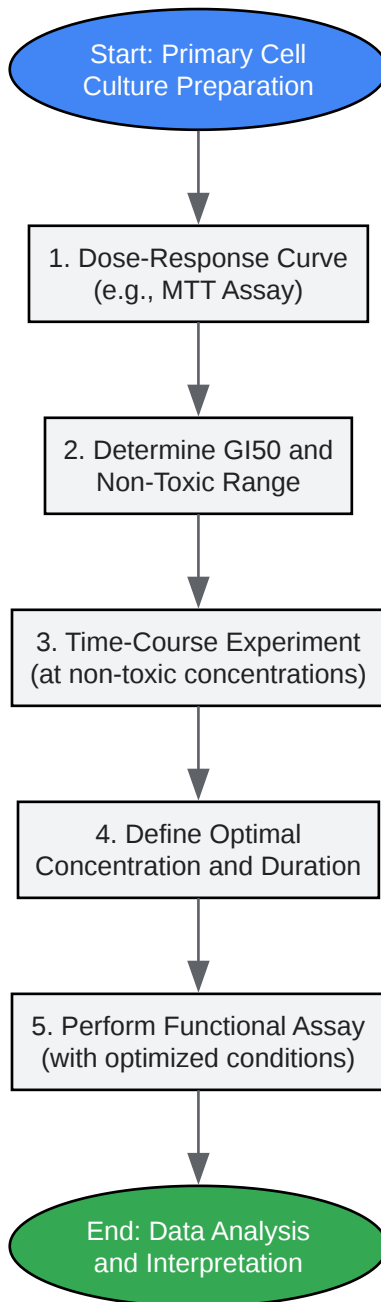 Start: Primary Cell
Culture Preparation
1. Dose-Response Curve
(e.g., MTT Assay)
2. Determine GI50 and
Non-Toxic Range
3. Time-Course Experiment
(at non-toxic concentrations)
4. Define Optimal
Concentration and Duration
5. Perform Functional Assay
(with optimized conditions)
End: Data Analysis
and Interpretation